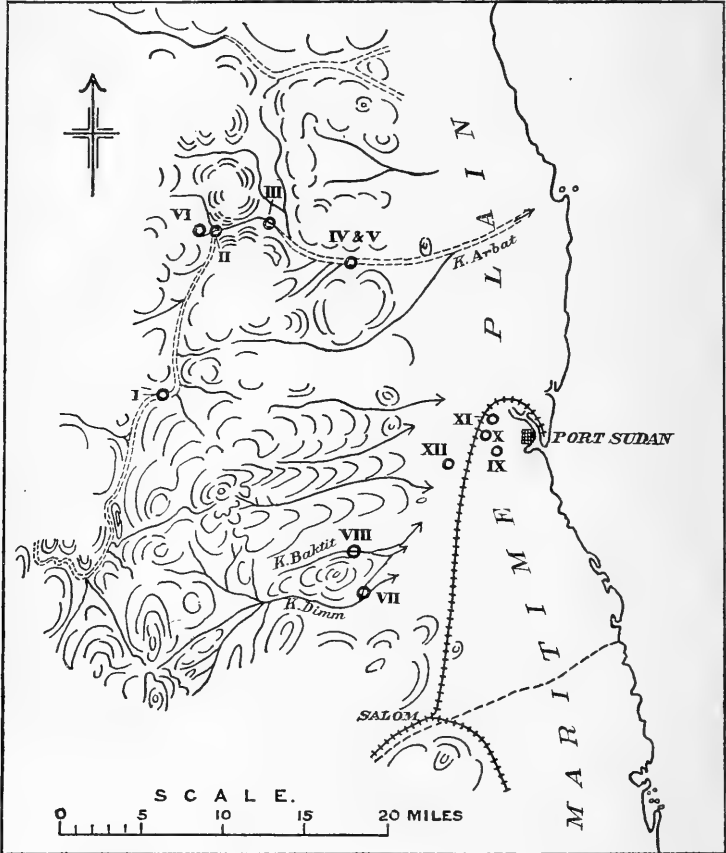 III
VI
IV & V
II
K. Arbat
PLAIN
I
XI
X
PORT SUDAN
IX
XII
VIII
K. Baktit
VII
K. Dimm
SALOM
MARITIME
SCALE.
0 5 10 15 20 MILES